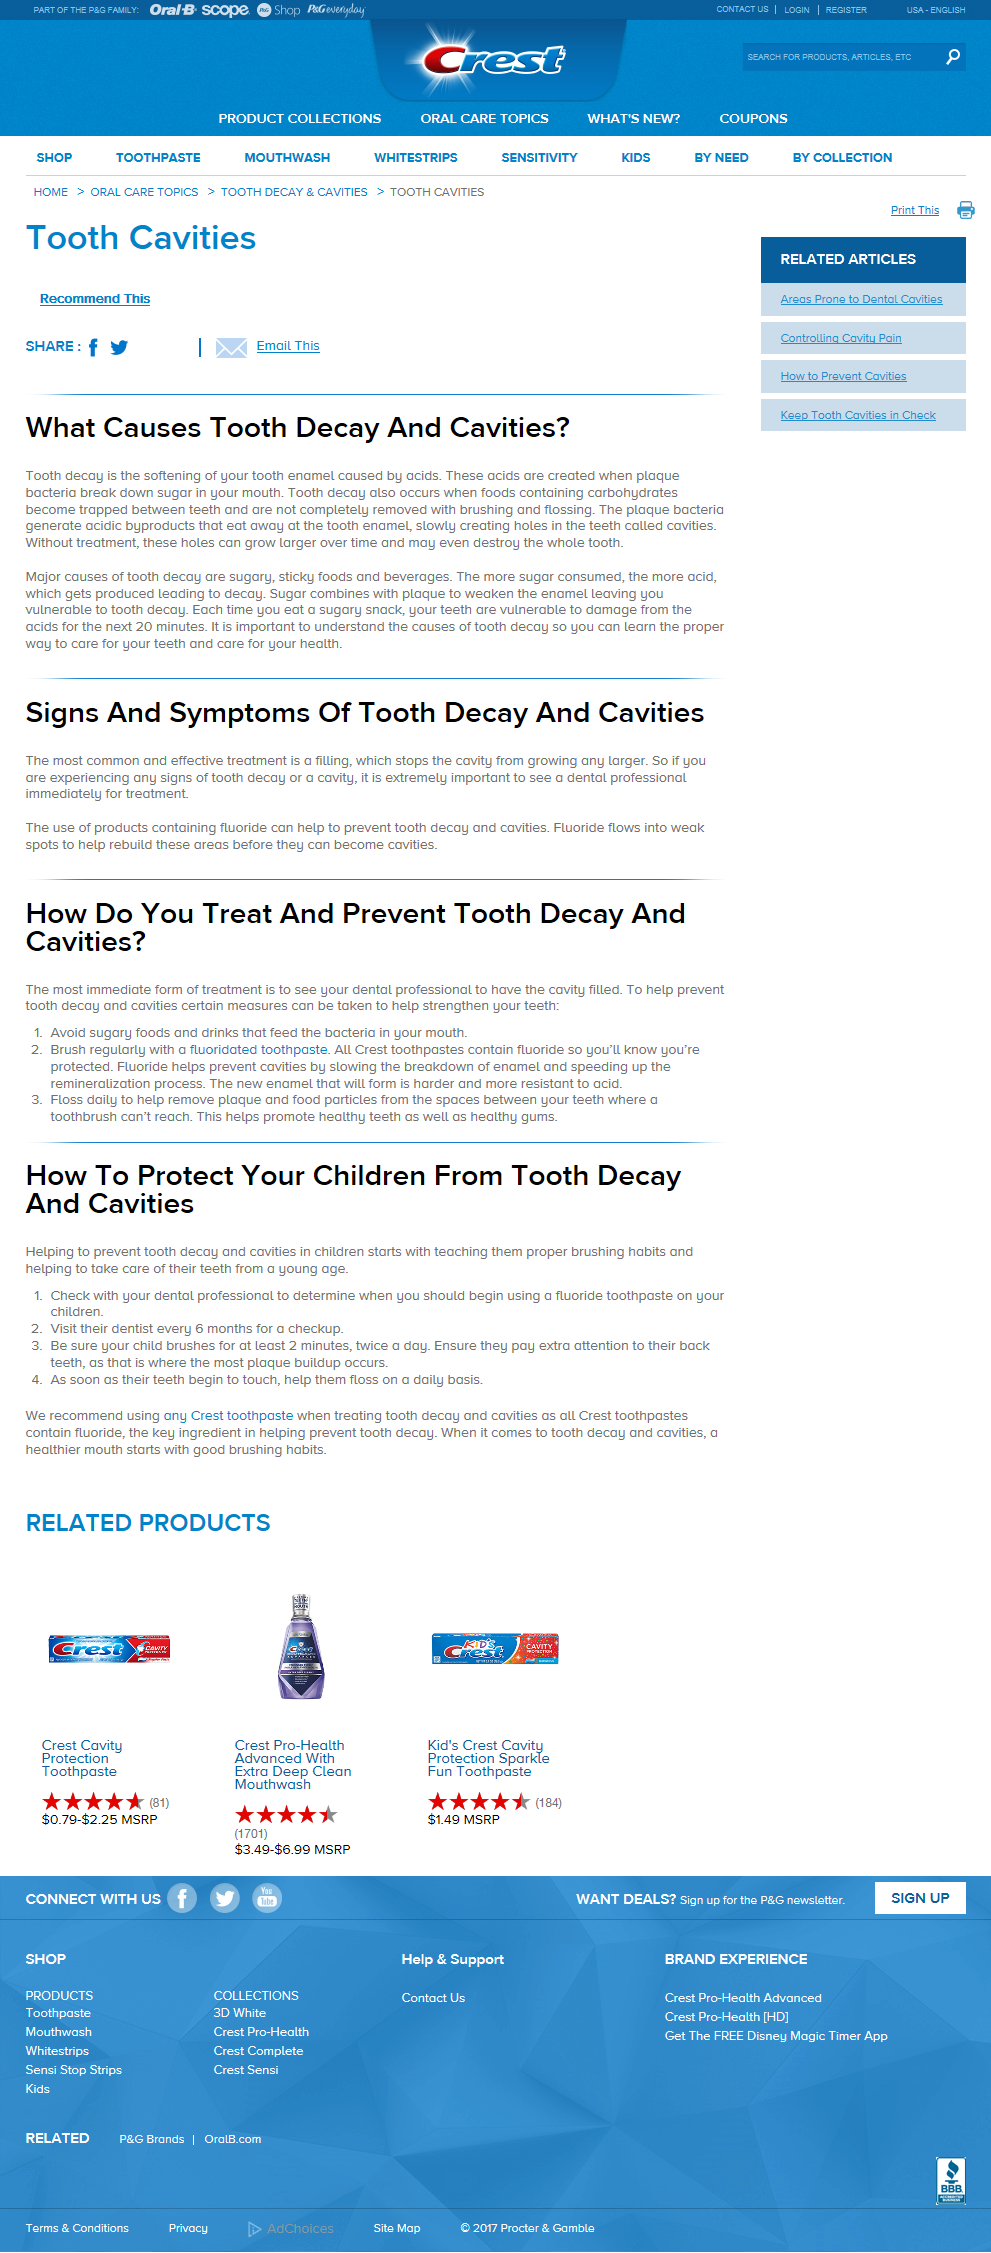 PART OF THE P&G FAMILY: Oral-B scope P&G Shop P&G everyday
CONTACT US | LOGIN | REGISTER USA - ENGLISH
Crest
SEARCH FOR PRODUCTS, ARTICLES, ETC
PRODUCT COLLECTIONS ORAL CARE TOPICS WHAT'S NEW? COUPONS
SHOP TOOTHPASTE MOUTHWASH WHITESTRIPS SENSITIVITY KIDS BY NEED BY COLLECTION
HOME > ORAL CARE TOPICS > TOOTH DECAY & CAVITIES > TOOTH CAVITIES
Print This
Tooth Cavities
Recommend This
SHARE : | Email This
RELATED ARTICLES
Areas Prone to Dental Cavities
Controlling Cavity Pain
How to Prevent Cavities
Keep Tooth Cavities in Check
What Causes Tooth Decay And Cavities?
Tooth decay is the softening of your tooth enamel caused by acids. These acids are created when plaque
bacteria break down sugar in your mouth. Tooth decay also occurs when foods containing carbohydrates
become trapped between teeth and are not completely removed with brushing and flossing. The plaque bacteria
generate acidic byproducts that eat away at the tooth enamel, slowly creating holes in the teeth called cavities.
Without treatment, these holes can grow larger over time and may even destroy the whole tooth.
Major causes of tooth decay are sugary, sticky foods and beverages. The more sugar consumed, the more acid,
which gets produced leading to decay. Sugar combines with plaque to weaken the enamel leaving you
vulnerable to tooth decay. Each time you eat a sugary snack, your teeth are vulnerable to damage from the
acids for the next 20 minutes. It is important to understand the causes of tooth decay so you can learn the proper
way to care for your teeth and care for your health.
Signs And Symptoms Of Tooth Decay And Cavities
The most common and effective treatment is a filling, which stops the cavity from growing any larger. So if you
are experiencing any signs of tooth decay or a cavity, it is extremely important to see a dental professional
immediately for treatment.
The use of products containing fluoride can help to prevent tooth decay and cavities. Fluoride flows into weak
spots to help rebuild these areas before they can become cavities.
How Do You Treat And Prevent Tooth Decay And
Cavities?
The most immediate form of treatment is to see your dental professional to have the cavity filled. To help prevent
tooth decay and cavities certain measures can be taken to help strengthen your teeth:
1. Avoid sugary foods and drinks that feed the bacteria in your mouth.
2. Brush regularly with a fluoridated toothpaste. All Crest toothpastes contain fluoride so you'll know you're
protected. Fluoride helps prevent cavities by slowing the breakdown of enamel and speeding up the
remineralization process. The new enamel that will form is harder and more resistant to acid.
3. Floss daily to help remove plaque and food particles from the spaces between your teeth where a
toothbrush can't reach. This helps promote healthy teeth as well as healthy gums.
How To Protect Your Children From Tooth Decay
And Cavities
Helping to prevent tooth decay and cavities in children starts with teaching them proper brushing habits and
helping to take care of their teeth from a young age.
1. Check with your dental professional to determine when you should begin using a fluoride toothpaste on your
children.
2. Visit their dentist every 6 months for a checkup.
3. Be sure your child brushes for at least 2 minutes, twice a day. Ensure they pay extra attention to their back
teeth, as that is where the most plaque buildup occurs.
4. As soon as their teeth begin to touch, help them floss on a daily basis.
We recommend using any Crest toothpaste when treating tooth decay and cavities as all Crest toothpastes
contain fluoride, the key ingredient in helping prevent tooth decay. When it comes to tooth decay and cavities, a
healthier mouth starts with good brushing habits.
RELATED PRODUCTS
Crest CAVITY
Crest
KID'S Crest CAVITY
Crest Cavity
Protection
Toothpaste
(81)
$0.79-$2.25 MSRP
Crest Pro-Health
Advanced With
Extra Deep Clean
Mouthwash
(1701)
$3.49-$6.99 MSRP
Kid's Crest Cavity
Protection Sparkle
Fun Toothpaste
(184)
$1.49 MSRP
CONNECT WITH US You Tube
WANT DEALS? Sign up for the P&G newsletter. SIGN UP
SHOP
PRODUCTS
Toothpaste
Mouthwash
Whitestrips
Sensi Stop Strips
Kids
COLLECTIONS
3D White
Crest Pro-Health
Crest Complete
Crest Sensi
Help & Support
Contact Us
BRAND EXPERIENCE
Crest Pro-Health Advanced
Crest Pro-Health [HD]
Get The FREE Disney Magic Timer App
RELATED P&G Brands | OralB.com
BBB
ACCREDITED
BUSINESS
Terms & Conditions Privacy AdChoices Site Map © 2017 Procter & Gamble